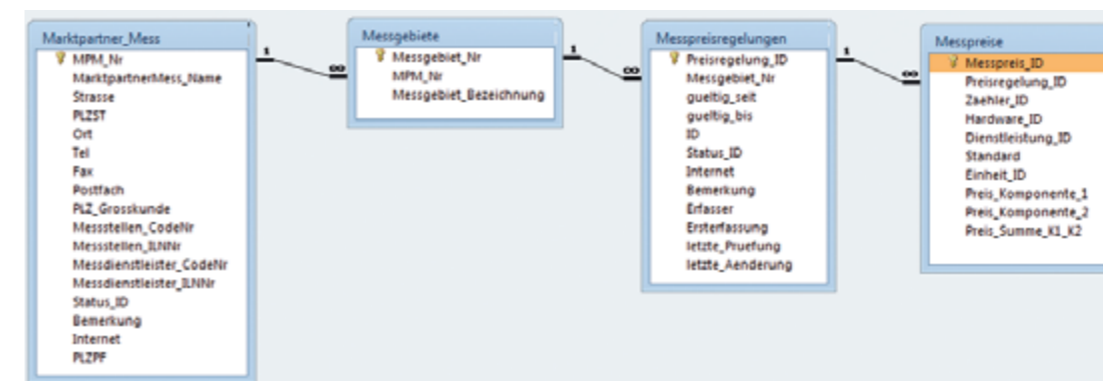 Marktpartner_Mess
MPM_Nr
MarktpartnerMess_Name
Strasse
PLZST
Ort
Tel
Fax
Postfach
PLZ_Grosskunde
Messstellen_CodeNr
Messstellen_ILNNr
Messdienstleister_CodeNr
Messdienstleister_ILNNr
Status_ID
Bemerkung
Internet
PLZPF
1
∞
Messgebiete
Messgebiet_Nr
MPM_Nr
Messgebiet_Bezeichnung
1
∞
Messpreisregelungen
Preisregelung_ID
Messgebiet_Nr
gueltig_seit
gueltig_bis
ID
Status_ID
Internet
Bemerkung
Erfasser
Ersterfassung
letzte_Pruefung
letzte_Aenderung
1
∞
Messpreise
Messpreis_ID
Preisregelung_ID
Zaehler_ID
Hardware_ID
Dienstleistung_ID
Standard
Einheit_ID
Preis_Komponente_1
Preis_Komponente_2
Preis_Summe_K1_K2